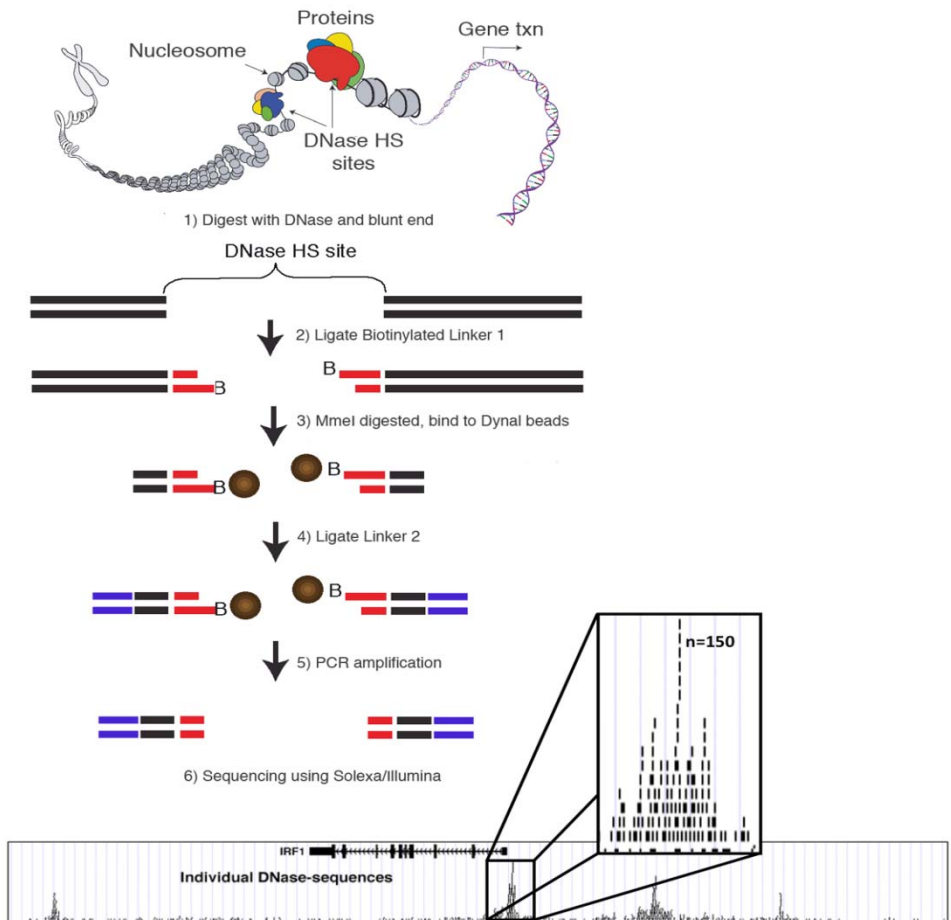 Proteins
Gene txn
Nucleosome
DNase HS
sites
1) Digest with DNase and blunt end
DNase HS site
2) Ligate Biotinylated Linker 1
B
B
3) MmeI digested, bind to Dynal beads
B
B
4) Ligate Linker 2
B
B
n=150
5) PCR amplification
6) Sequencing using Solexa/Illumina
IRF1
Individual DNase-sequences